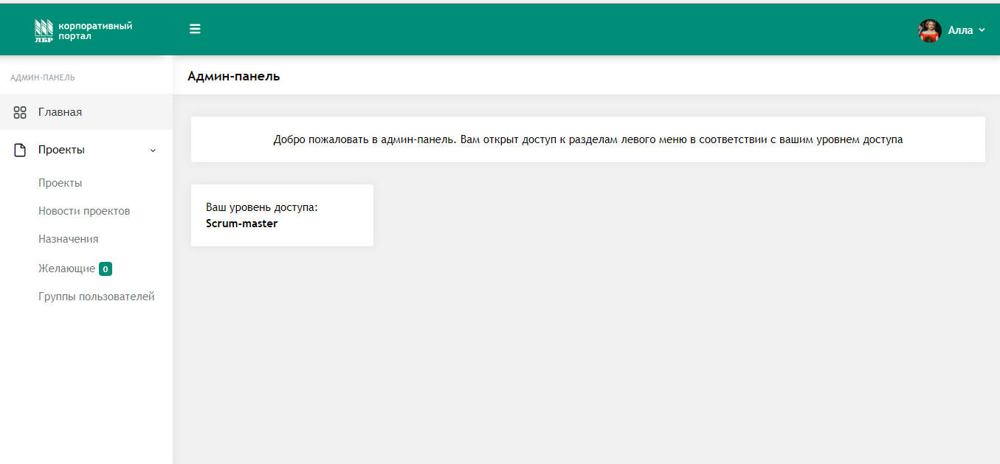 корпоративный
портал
ЛБР
Алла
АДМИН-ПАНЕЛЬ
Админ-панель
Главная
Проекты
Проекты
Новости проектов
Назначения
Желающие 0
Группы пользователей
Добро пожаловать в админ-панель. Вам открыт доступ к разделам левого меню в соответствии с вашим уровнем доступа
Ваш уровень доступа:
Scrum-master